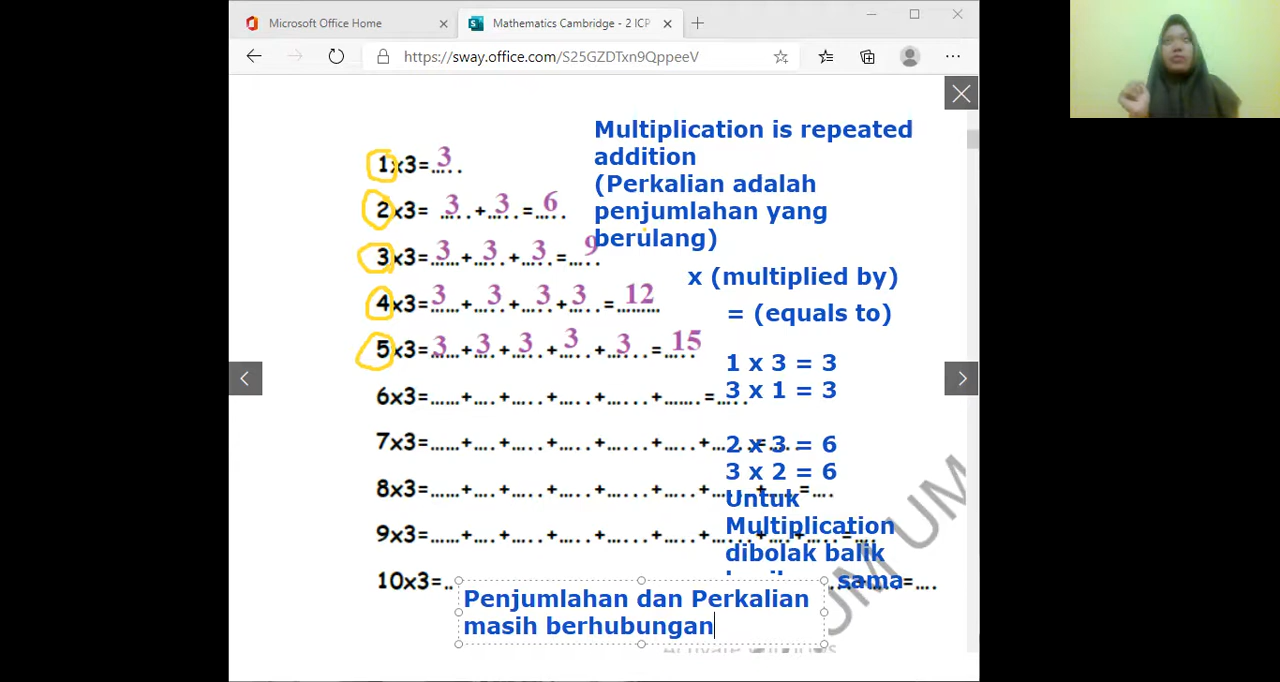 Microsoft Office Home
Mathematics Cambridge - 2 ICP
https://sway.office.com/S25GZDTxn9QppeeV
Multiplication is repeated
addition
(Perkalian adalah
penjumlahan yang
berulang)
x (multiplied by)
= (equals to)
1 x 3 = 3
3 x 1 = 3
2 x 3 = 6
3 x 2 = 6
Untuk
Multiplication
dibolak balik
sama
1x3= 3
2x3= 3 + 3 = 6
3x3= 3 + 3 + 3 = 9
4x3= 3 + 3 + 3 + 3 = 12
5x3= 3 + 3 + 3 + 3 + 3 = 15
6x3=……+….+…..+…..+…...+…….=…..
7x3=……+….+…..+…..+…...+…..+
8x3=……+….+…..+…..+…...+…..+
9x3=……+….+…..+…..+…...+…..+
10x3=
Penjumlahan dan Perkalian
masih berhubungan
UM UM